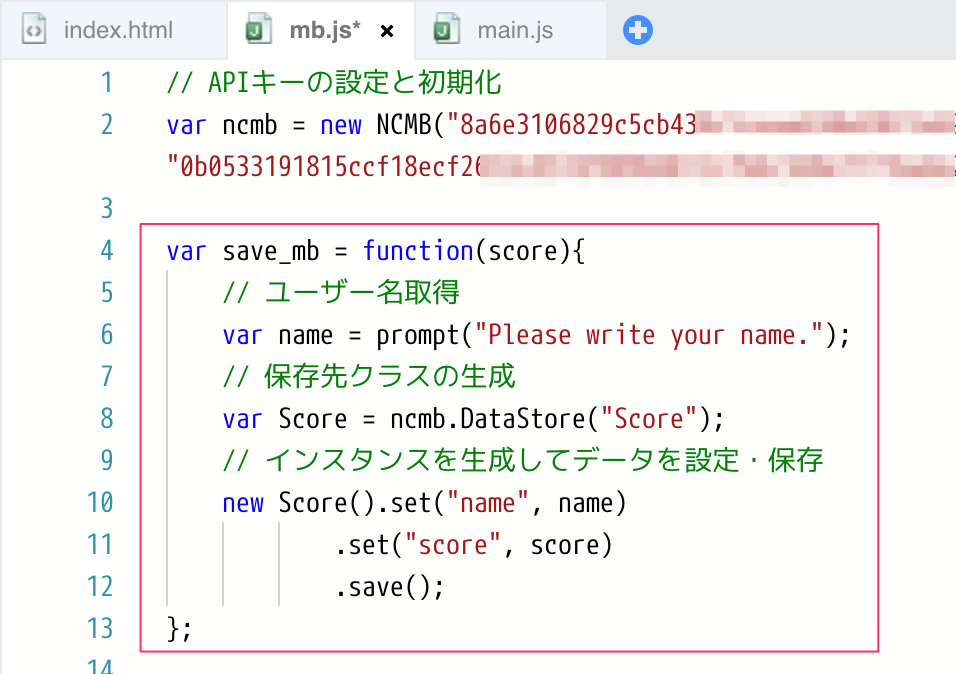 index.html mb.js* × main.js
1 // APIキーの設定と初期化
2 var ncmb = new NCMB("8a6e3106829c5cb43
"0b0533191815ccf18ecf26
3
4 var save_mb = function(score){
5 // ユーザー名取得
6 var name = prompt("Please write your name.");
7 // 保存先クラスの生成
8 var Score = ncmb.DataStore("Score");
9 // インスタンスを生成してデータを設定・保存
10 new Score().set("name", name)
11 .set("score", score)
12 .save();
13 };
14